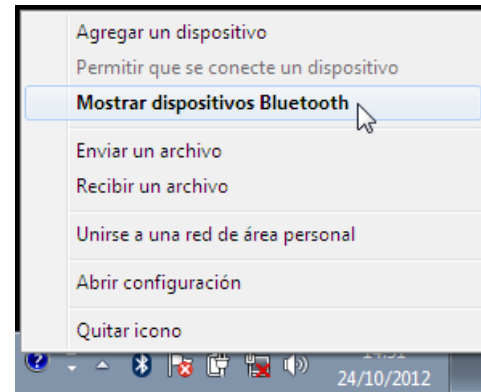 Agregar un dispositivo
Permitir que se conecte un dispositivo
Mostrar dispositivos Bluetooth
Enviar un archivo
Recibir un archivo
Unirse a una red de área personal
Abrir configuración
Quitar icono
24/10/2012